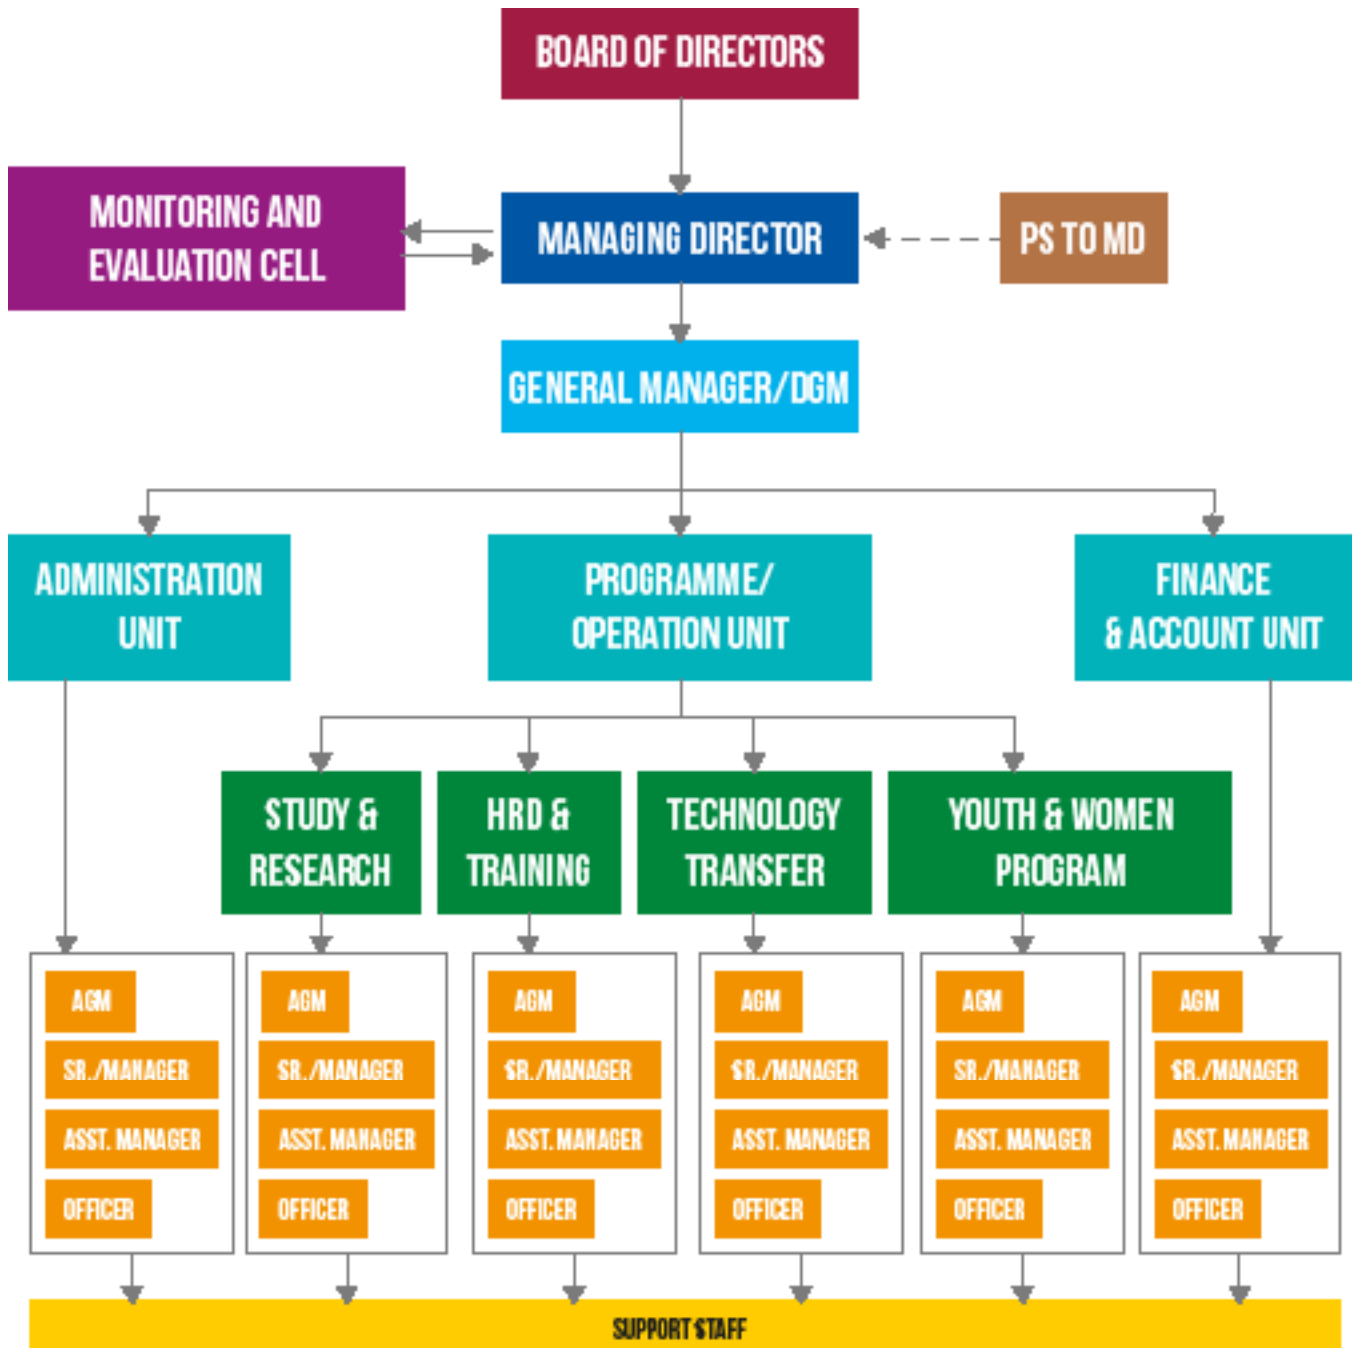 BOARD OF DIRECTORS
MONITORING AND
EVALUATION CELL
MANAGING DIRECTOR
PS TO MD
GENERAL MANAGER/DGM
ADMINISTRATION
UNIT
PROGRAMME/
OPERATION UNIT
FINANCE
& ACCOUNT UNIT
STUDY &
RESEARCH
HRD &
TRAINING
TECHNOLOGY
TRANSFER
YOUTH & WOMEN
PROGRAM
AGM
SR./MANAGER
ASST. MANAGER
OFFICER
AGM
SR./MANAGER
ASST. MANAGER
OFFICER
AGM
SR./MANAGER
ASST. MANAGER
OFFICER
AGM
SR./MANAGER
ASST. MANAGER
OFFICER
AGM
SR./MANAGER
ASST. MANAGER
OFFICER
AGM
SR./MANAGER
ASST. MANAGER
OFFICER
SUPPORT STAFF